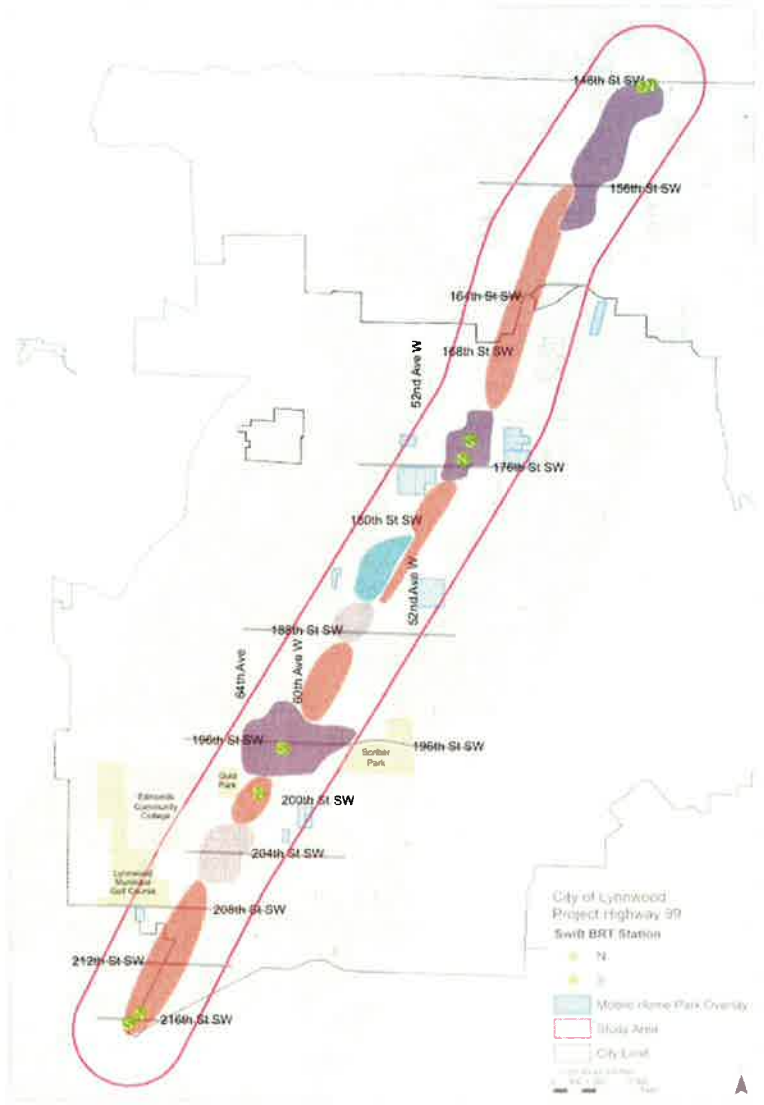 148th St SW
SN
156th St SW
164th St SW
168th St SW
52nd Ave W
S
N
176th St SW
180th St SW
52nd Ave W
188th St SW
64th Ave
60th Ave W
196th St SW
S
196th St SW
Scriber
Park
Gold
Park
N
200th St SW
Edmonds
Community
College
204th St SW
Lynnwood
Municipal
Golf Course
208th St SW
212th St SW
S N
216th St SW
City of Lynnwood
Project Highway 99
Swift BRT Station
N
S
Mobile Home Park Overlay
Study Area
City Limit